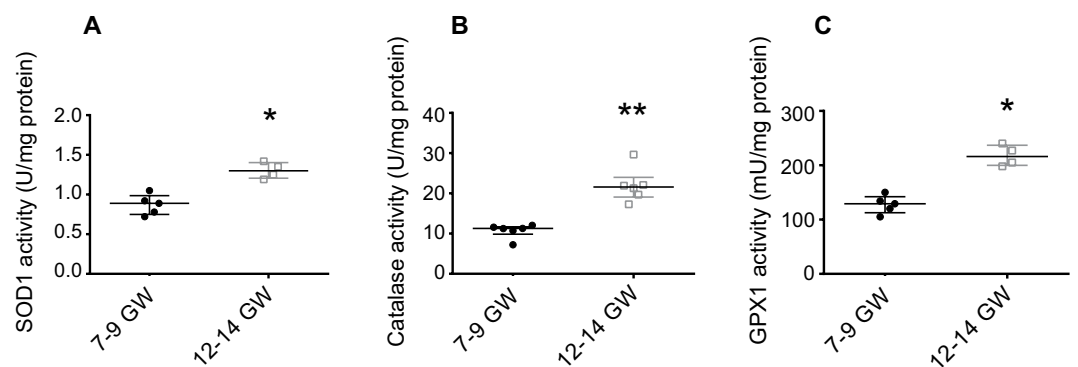 A
SOD1 activity (U/mg protein)
2.0
1.5
1.0
0.5
0.0
*
7-9 GW
12-14 GW
B
Catalase activity (U/mg protein)
40
30
20
10
0
**
7-9 GW
12-14 GW
C
GPX1 activity (mU/mg protein)
300
200
100
0
*
7-9 GW
12-14 GW